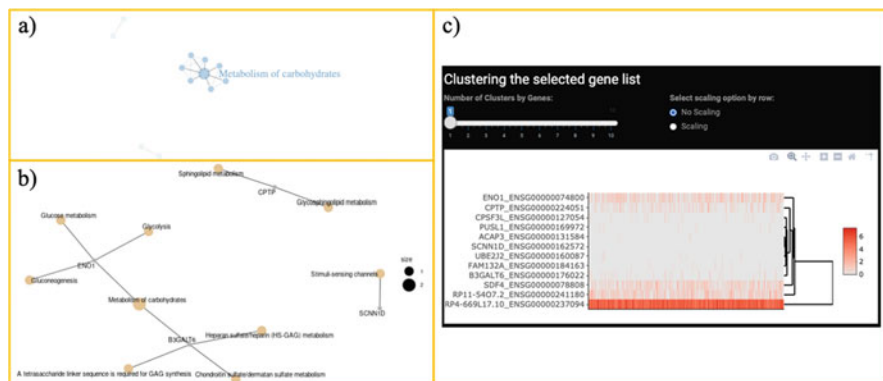 a)
Metabolism of carbohydrates
b)
Sphingolipid metabolism
CPTP
Glycosphingolipid metabolism
Glucose metabolism
Glycolysis
ENO1
Gluconeogenesis
Metabolism of carbohydrates
B3GALT6
Heparan sulfate/heparin (HS-GAG) metabolism
A tetrasaccharide linker sequence is required for GAG synthesis
Chondroitin sulfate/dermatan sulfate metabolism
Stimuli-sensing channels
SCNN1D
size
1
2
c)
Clustering the selected gene list
Number of Clusters by Genes:
1
10
1 2 3 4 5 6 7 8 9 10
Select scaling option by row:
No Scaling
Scaling
ENO1_ENSG00000074800
CPTP_ENSG00000224051
CPSF3L_ENSG00000127054
PUSL1_ENSG00000169972
ACAP3_ENSG00000131584
SCNN1D_ENSG00000162572
UBE2J2_ENSG00000160087
FAM132A_ENSG00000184163
B3GALT6_ENSG00000176022
SDF4_ENSG00000078808
RP11-54O7.2_ENSG00000241180
RP4-669L17.10_ENSG00000237094
6
4
2
0